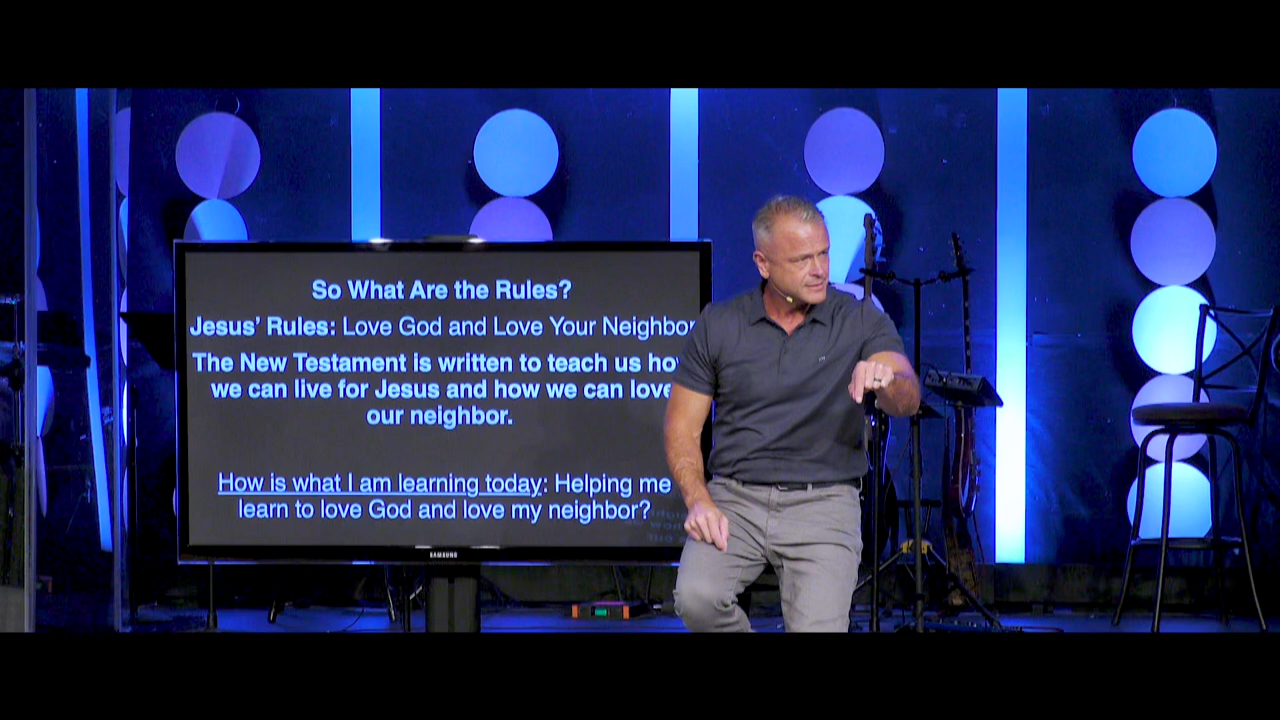 So What Are the Rules?
Jesus' Rules: Love God and Love Your Neighbor
The New Testament is written to teach us how
we can live for Jesus and how we can love
our neighbor.
How is what I am learning today: Helping me
learn to love God and love my neighbor?
SAMSUNG